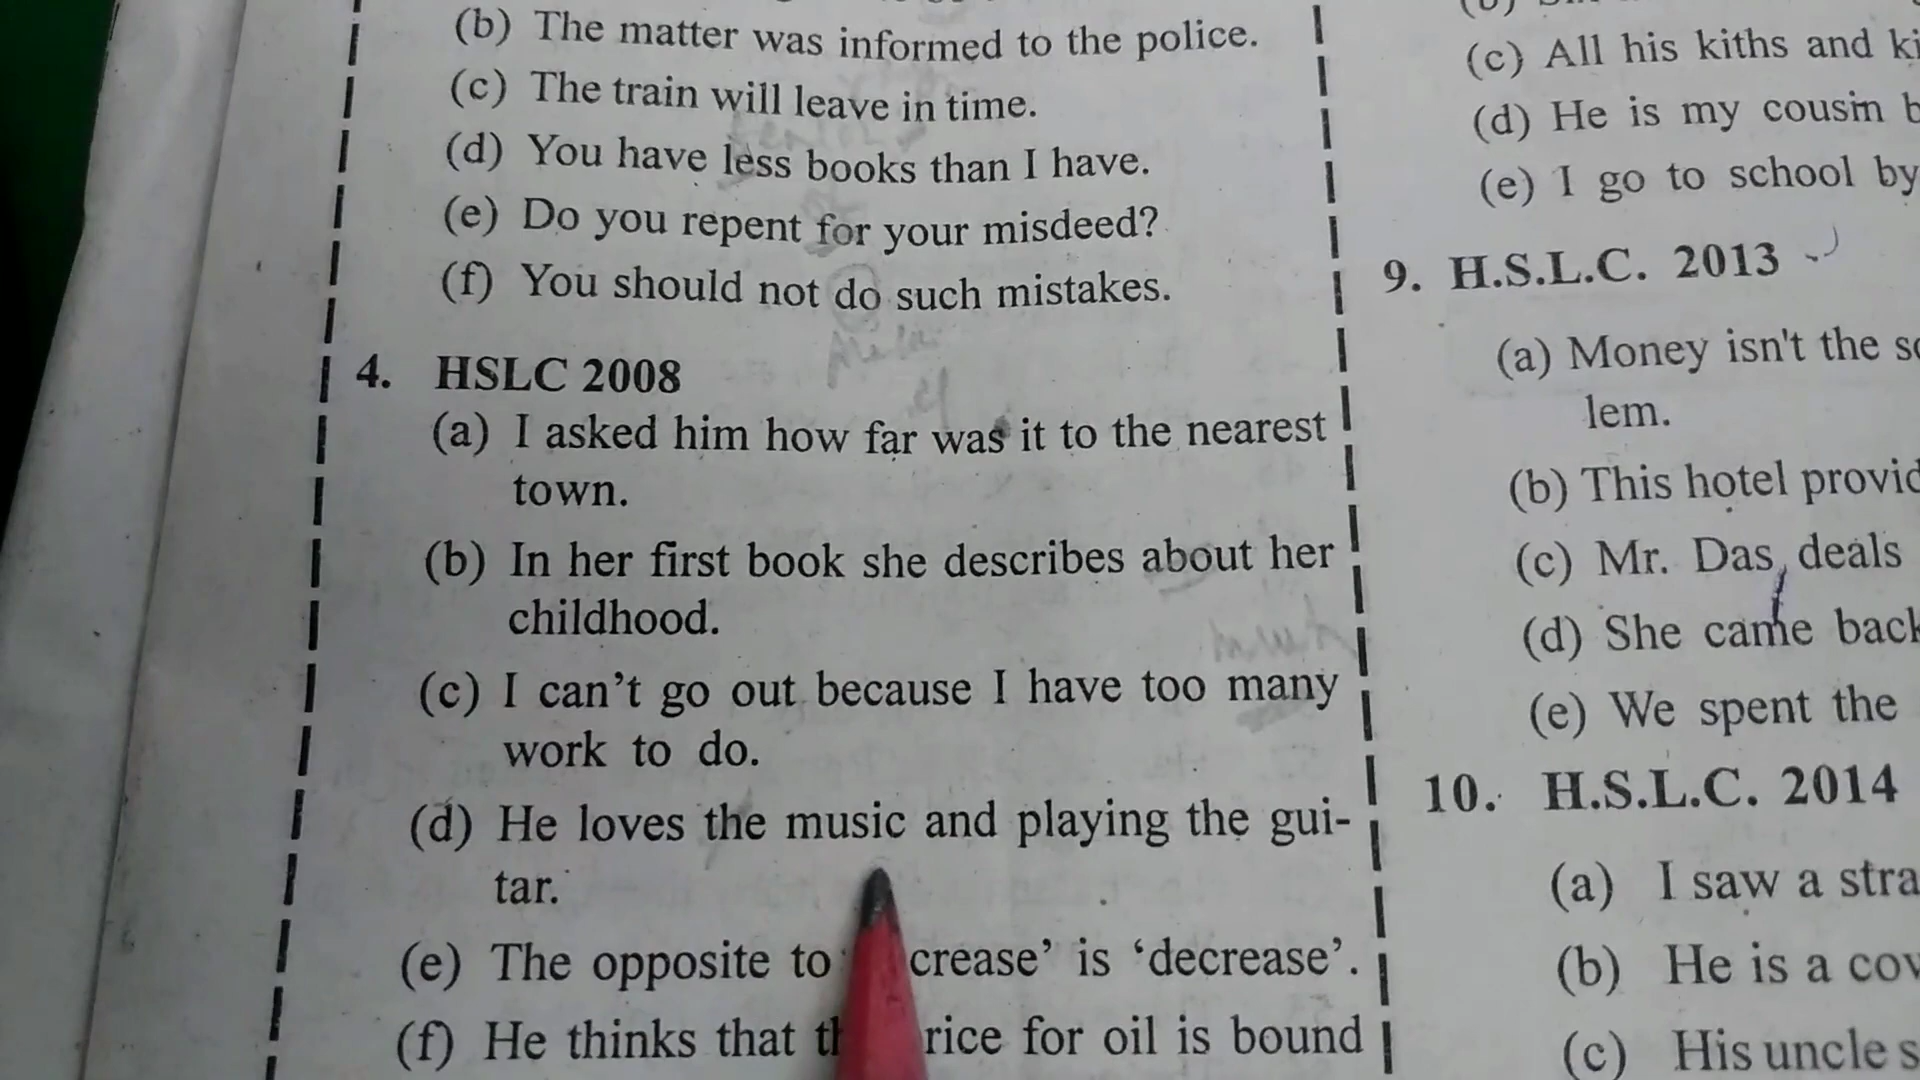 (b) The matter was informed to the police.
(c) The train will leave in time.
(d) You have less books than I have.
(e) Do you repent for your misdeed?
(f) You should not do such mistakes.
4. HSLC 2008
(a) I asked him how far was it to the nearest
town.
(b) In her first book she describes about her
childhood.
(c) I can't go out because I have too many
work to do.
(d) He loves the music and playing the gui-
tar.
(e) The opposite to crease' is 'decrease'.
(f) He thinks that rice for oil is bound
(c) All his kiths and
(d) He is my cousin
(e) I go to school by
9. H.S.L.C. 2013
(a) Money isn't the
lem.
(b) This hotel
(c) Mr. Das, deals
(d) She came back
(e) We spent the
10. H.S.L.C. 2014
(a) I saw a
(b) He is a
(c) His uncle